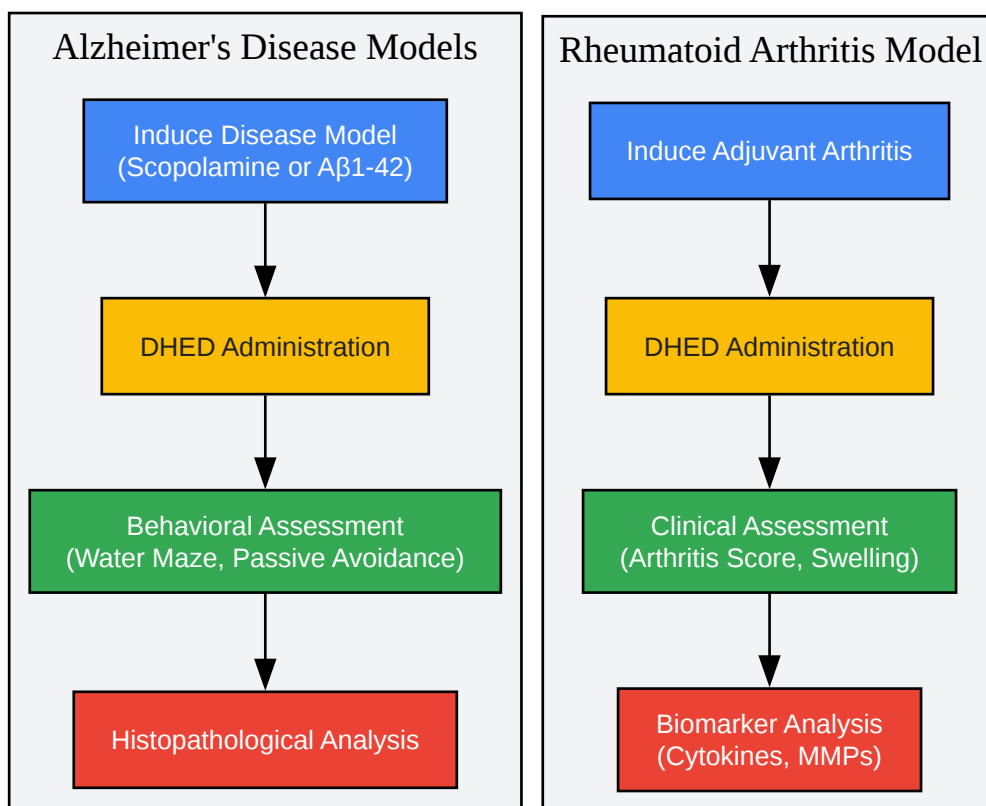 Alzheimer's Disease Models
Induce Disease Model
(Scopolamine or Aβ1-42)
DHED Administration
Behavioral Assessment
(Water Maze, Passive Avoidance)
Histopathological Analysis
Rheumatoid Arthritis Model
Induce Adjuvant Arthritis
DHED Administration
Clinical Assessment
(Arthritis Score, Swelling)
Biomarker Analysis
(Cytokines, MMPs)